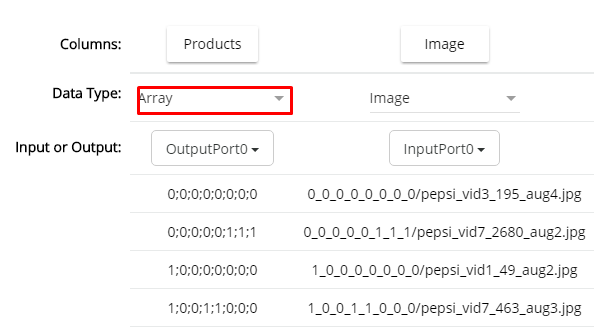 Columns: Products Image
Data Type: Array Image
Input or Output: OutputPort0 InputPort0
0;0;0;0;0;0;0;0 0_0_0_0_0_0_0_0/pepsi_vid3_195_aug4.jpg
0;0;0;0;0;1;1;1 0_0_0_0_0_1_1_1/pepsi_vid7_2680_aug2.jpg
1;0;0;0;0;0;0;0 1_0_0_0_0_0_0_0/pepsi_vid1_49_aug2.jpg
1;0;0;1;1;0;0;0 1_0_0_1_1_0_0_0/pepsi_vid7_463_aug3.jpg